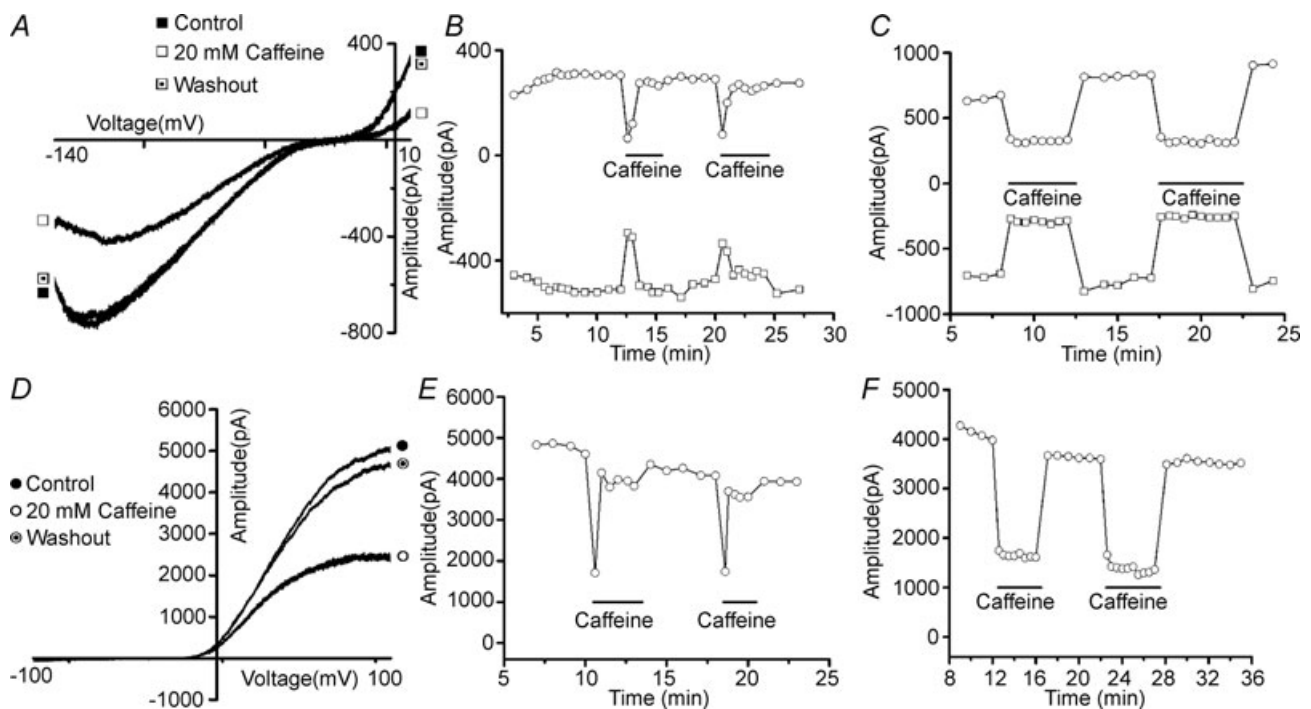 A
Control
20 mM Caffeine
Washout
400
Voltage(mV)
-140
10
-400
-800
Amplitude(pA)
B
400
0
-400
Amplitude(pA)
Caffeine
Caffeine
5
10
15
20
25
30
Time (min)
C
1000
500
0
-500
-1000
Amplitude(pA)
Caffeine
Caffeine
5
10
15
20
25
Time (min)
D
Control
20 mM Caffeine
Washout
6000
5000
4000
3000
2000
1000
-1000
Amplitude(pA)
-100
Voltage(mV)
100
E
6000
5000
4000
3000
2000
1000
0
Amplitude(pA)
Caffeine
Caffeine
5
10
15
20
25
Time (min)
F
5000
4000
3000
2000
1000
0
Amplitude(pA)
Caffeine
Caffeine
8
12
16
20
24
28
32
36
Time (min)